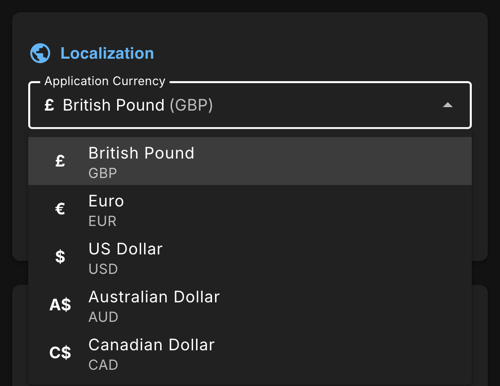 Localization
Application Currency
£ British Pound (GBP)
£ British Pound
GBP
€ Euro
EUR
$ US Dollar
USD
A$ Australian Dollar
AUD
C$ Canadian Dollar
CAD